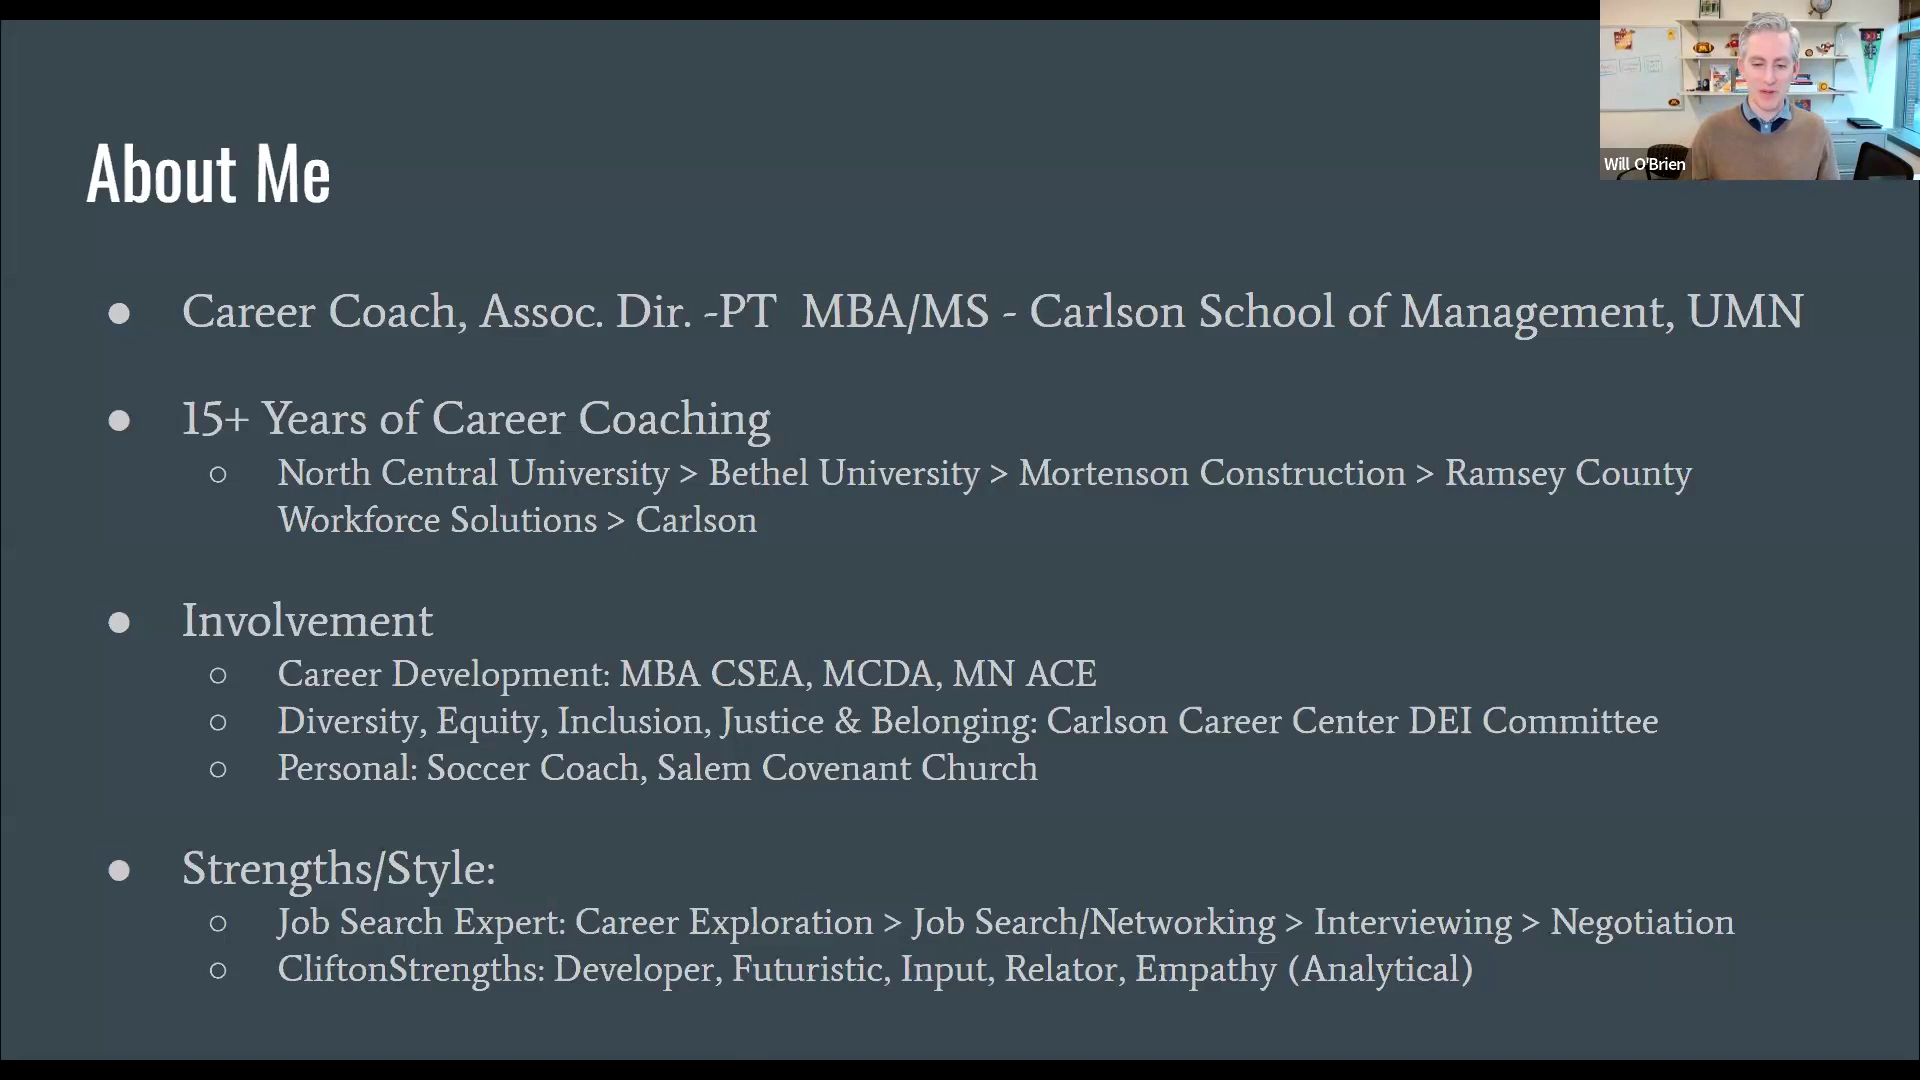 About Me
Will O'Brien
● Career Coach, Assoc. Dir. -PT MBA/MS - Carlson School of Management, UMN
● 15+ Years of Career Coaching
○ North Central University > Bethel University > Mortenson Construction > Ramsey County
Workforce Solutions > Carlson
● Involvement
○ Career Development: MBA CSEA, MCDA, MN ACE
○ Diversity, Equity, Inclusion, Justice & Belonging: Carlson Career Center DEI Committee
○ Personal: Soccer Coach, Salem Covenant Church
● Strengths/Style:
○ Job Search Expert: Career Exploration > Job Search/Networking > Interviewing > Negotiation
○ CliftonStrengths: Developer, Futuristic, Input, Relator, Empathy (Analytical)